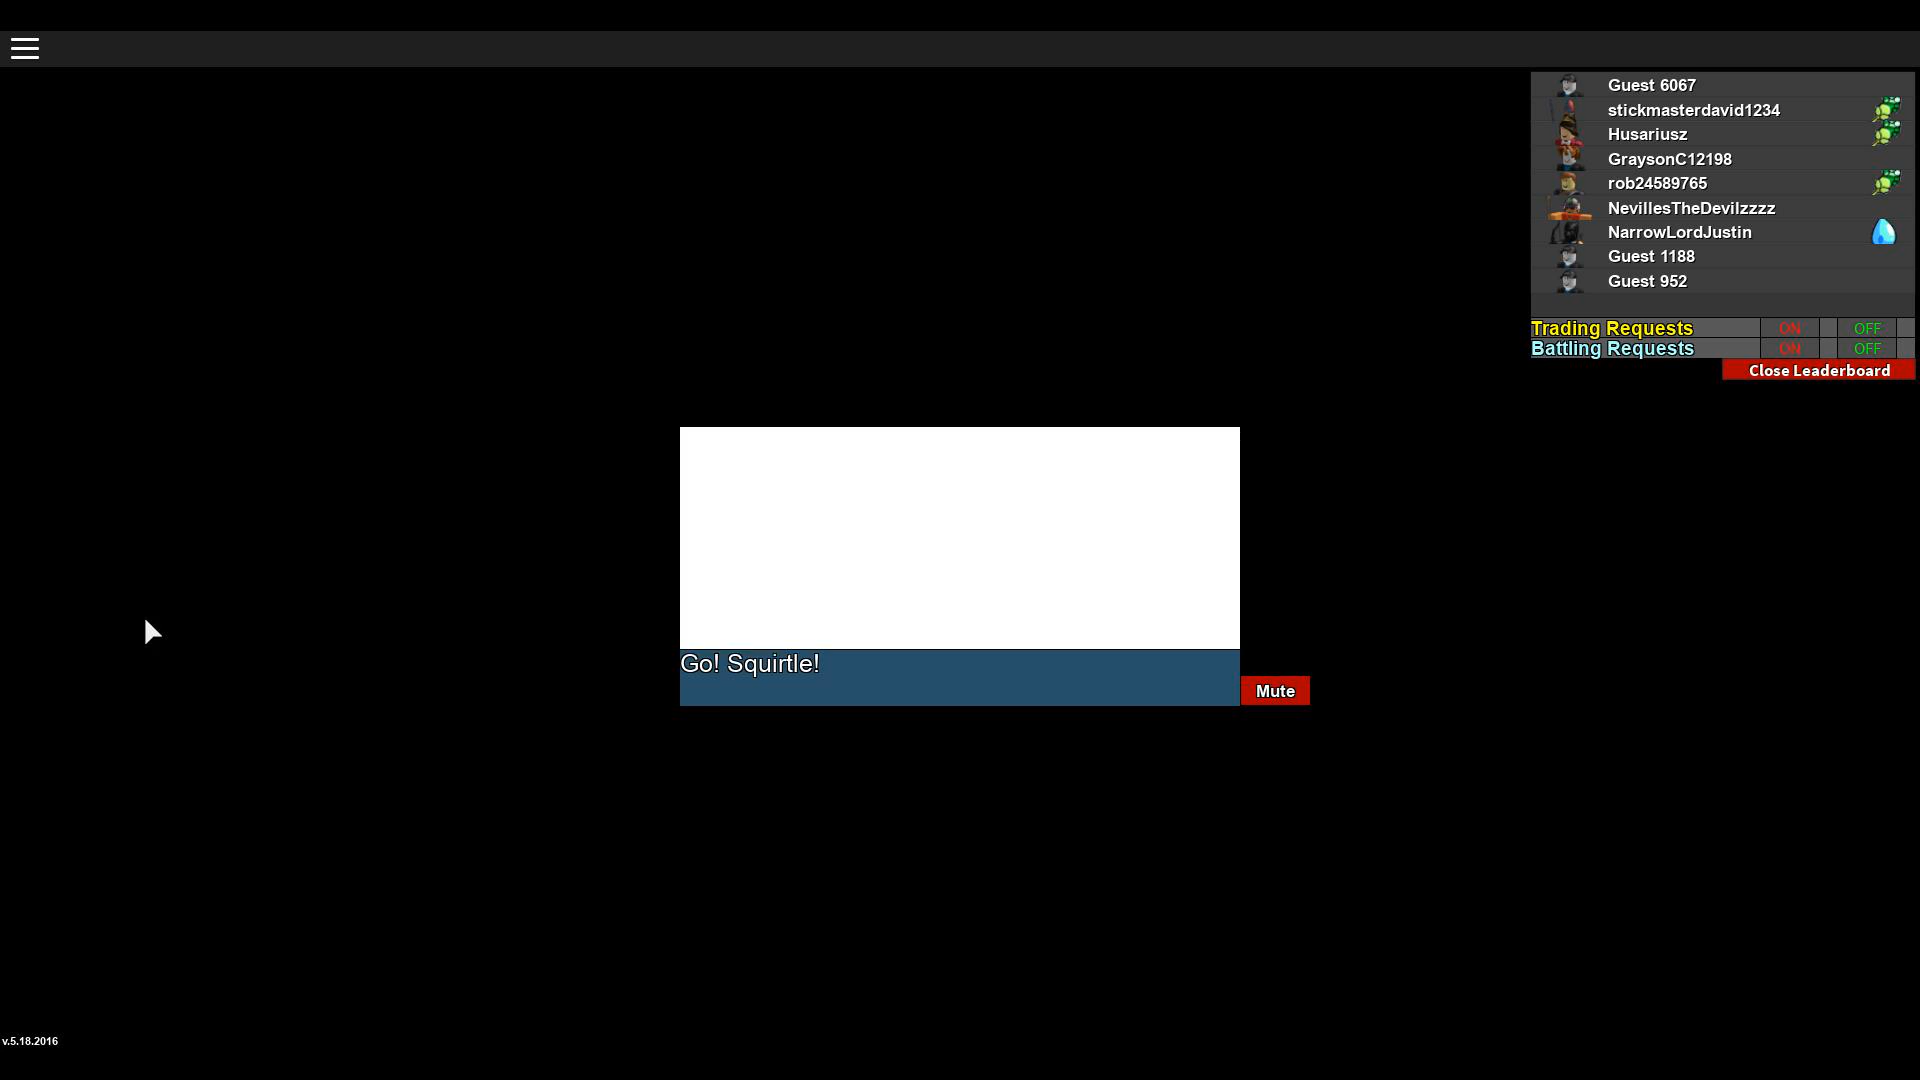 Guest 6067
stickmasterdavid1234
Husariusz
GraysonC12198
rob24589765
NevillesTheDevilzzzz
NarrowLordJustin
Guest 1188
Guest 952
Trading Requests ON OFF
Battling Requests ON OFF
Close Leaderboard
Go! Squirtle!
Mute
v.5.18.2016